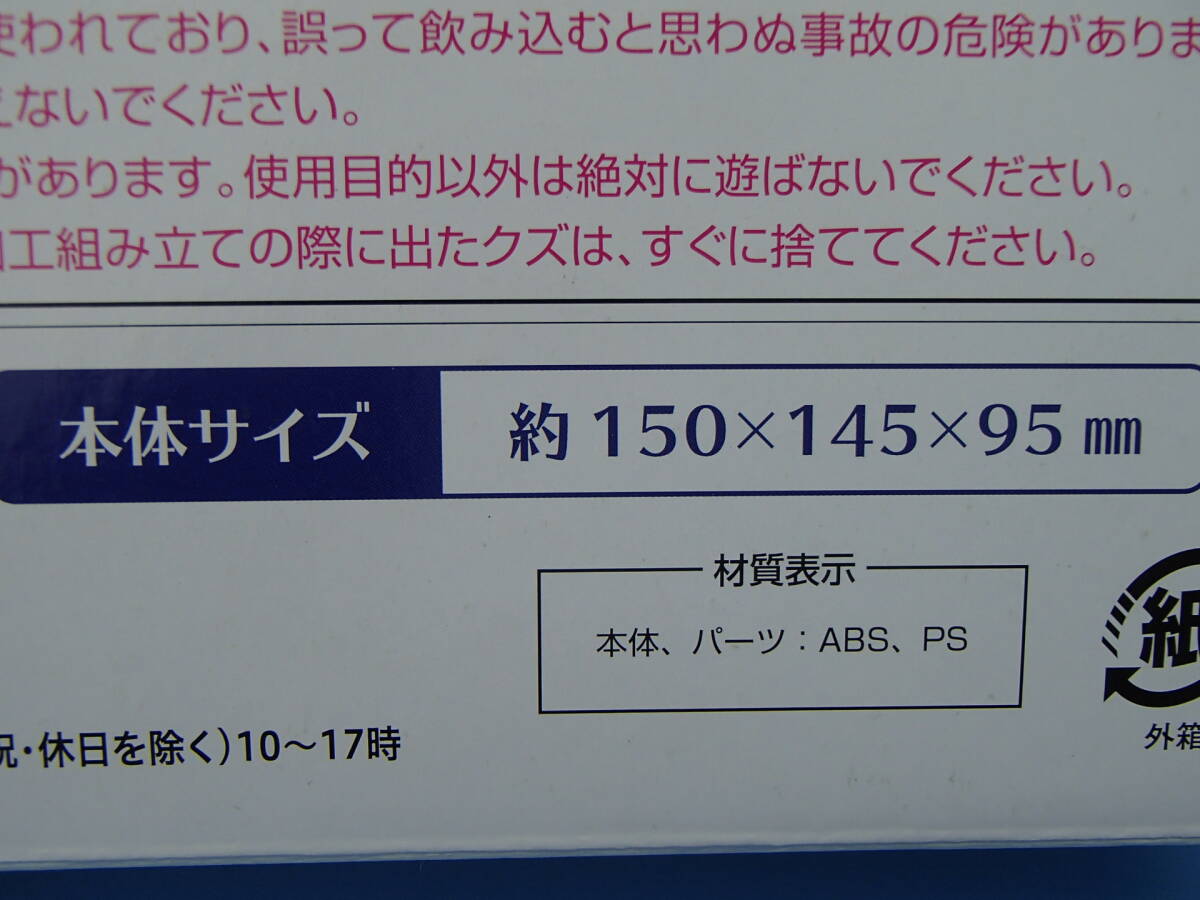 使われており、誤って飲み込むと思わぬ事故の危険がありま
えないでください。
があります。使用目的以外は絶対に遊ばないでください。
工組み立ての際に出たクズは、すぐに捨ててください。
本体サイズ 約 150×145×95 ㎜
材質表示
本体、パーツ：ABS、PS
紙
外箱
祝・休日を除く）10～17時